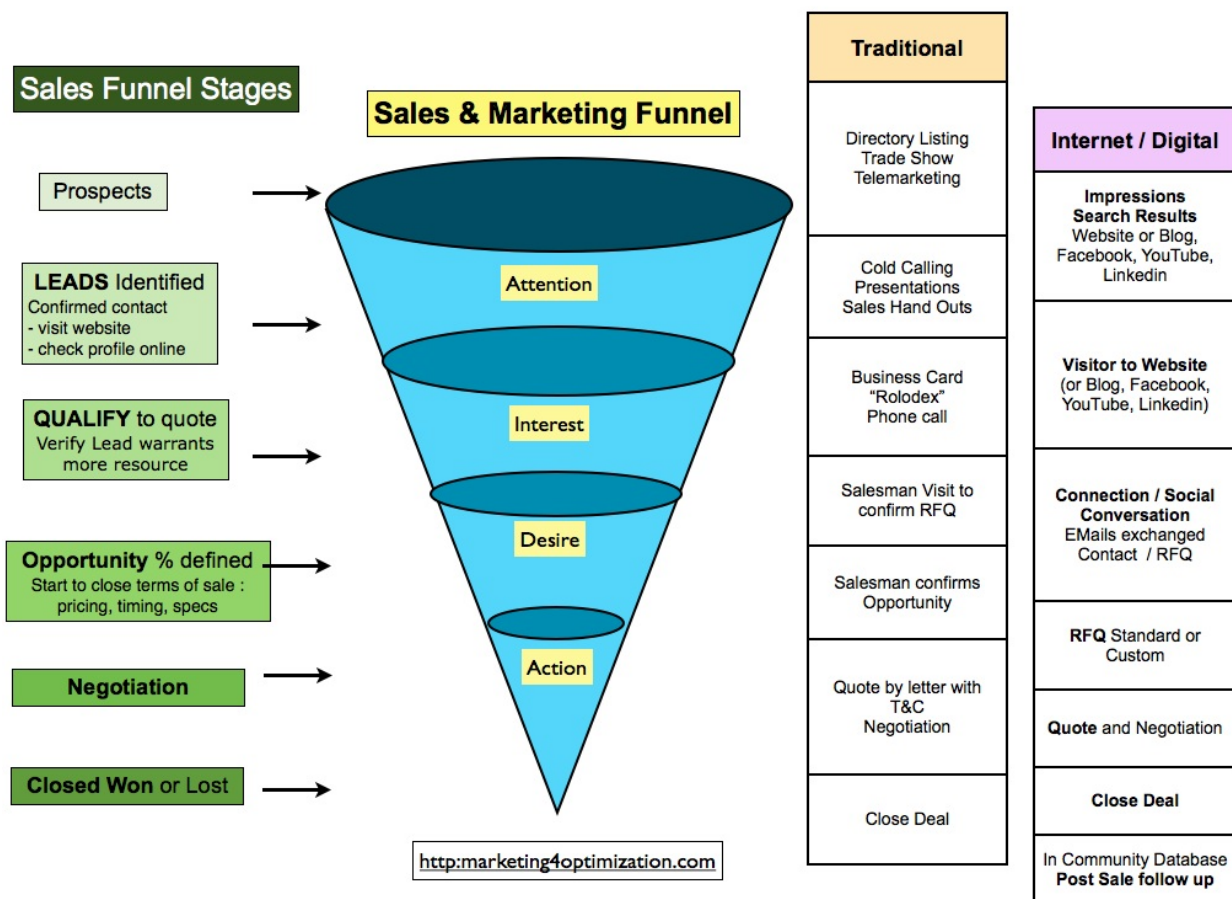 Sales Funnel Stages
Prospects
LEADS Identified
Confirmed contact
- visit website
- check profile online
QUALIFY to quote
Verify Lead warrants
more resource
Opportunity % defined
Start to close terms of sale :
pricing, timing, specs
Negotiation
Closed Won or Lost
Sales & Marketing Funnel
Attention
Interest
Desire
Action
http:marketing4optimization.com
Traditional
Directory Listing
Trade Show
Telemarketing
Cold Calling
Presentations
Sales Hand Outs
Business Card
“Rolodex”
Phone call
Salesman Visit to
confirm RFQ
Salesman confirms
Opportunity
Quote by letter with
T&C
Negotiation
Close Deal
Internet / Digital
Impressions
Search Results
Website or Blog,
Facebook, YouTube,
Linkedin
Visitor to Website
(or Blog, Facebook,
YouTube, Linkedin)
Connection / Social
Conversation
EMails exchanged
Contact / RFQ
RFQ Standard or
Custom
Quote and Negotiation
Close Deal
In Community Database
Post Sale follow up